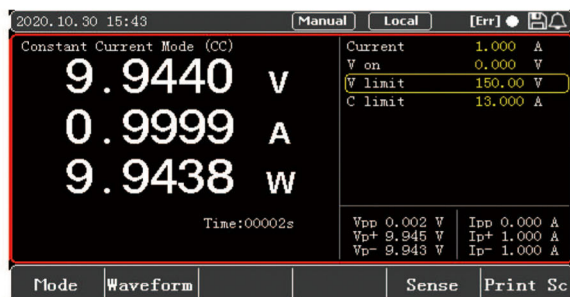 2020.10.30 15:43 Manual Local [Err]
Constant Current Mode (CC)
9.9440 V
0.9999 A
9.9438 W
Time:00002s
Current 1.000 A
V on 0.000 V
V limit 150.00 V
C limit 13.000 A
Vpp 0.002 V Ipp 0.000 A
Vp+ 9.945 V Ip+ 1.000 A
Vp- 9.943 V Ip- 1.000 A
Mode Waveform Sense Print Sc